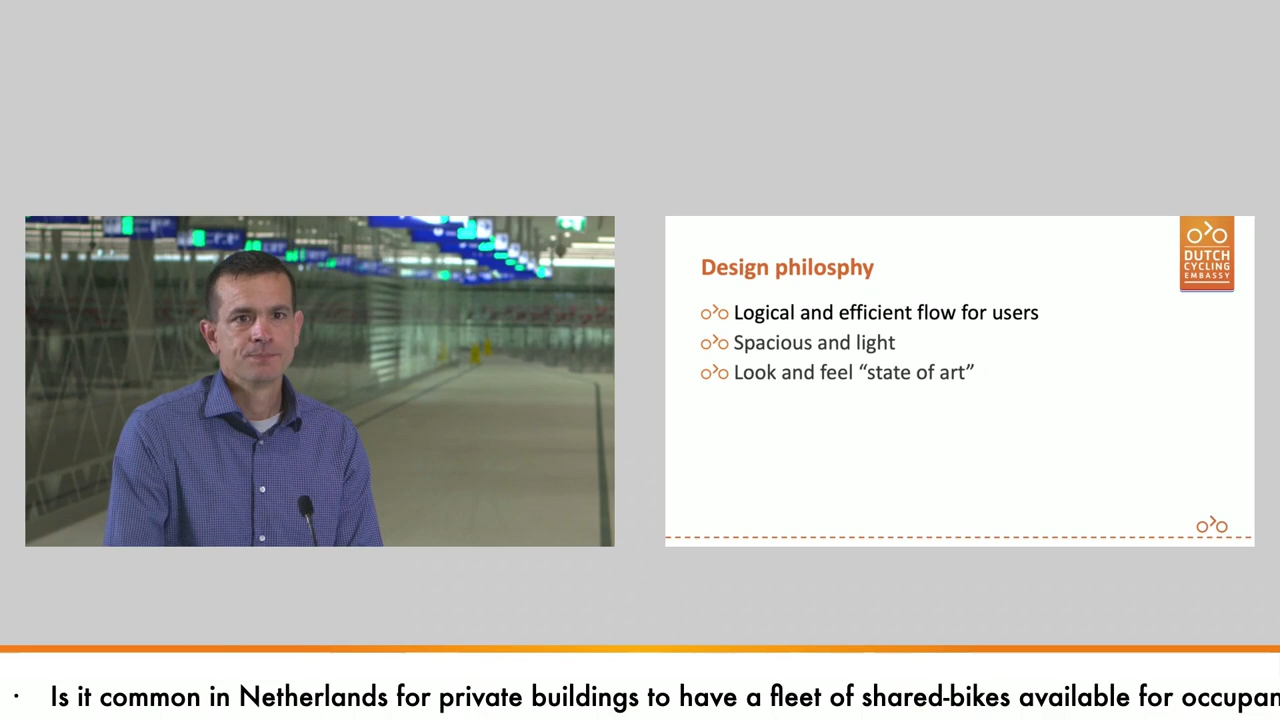 DUTCH
CYCLING
EMBASSY
Design philosphy
Logical and efficient flow for users
Spacious and light
Look and feel “state of art”
· Is it common in Netherlands for private buildings to have a fleet of shared-bikes available for occupan